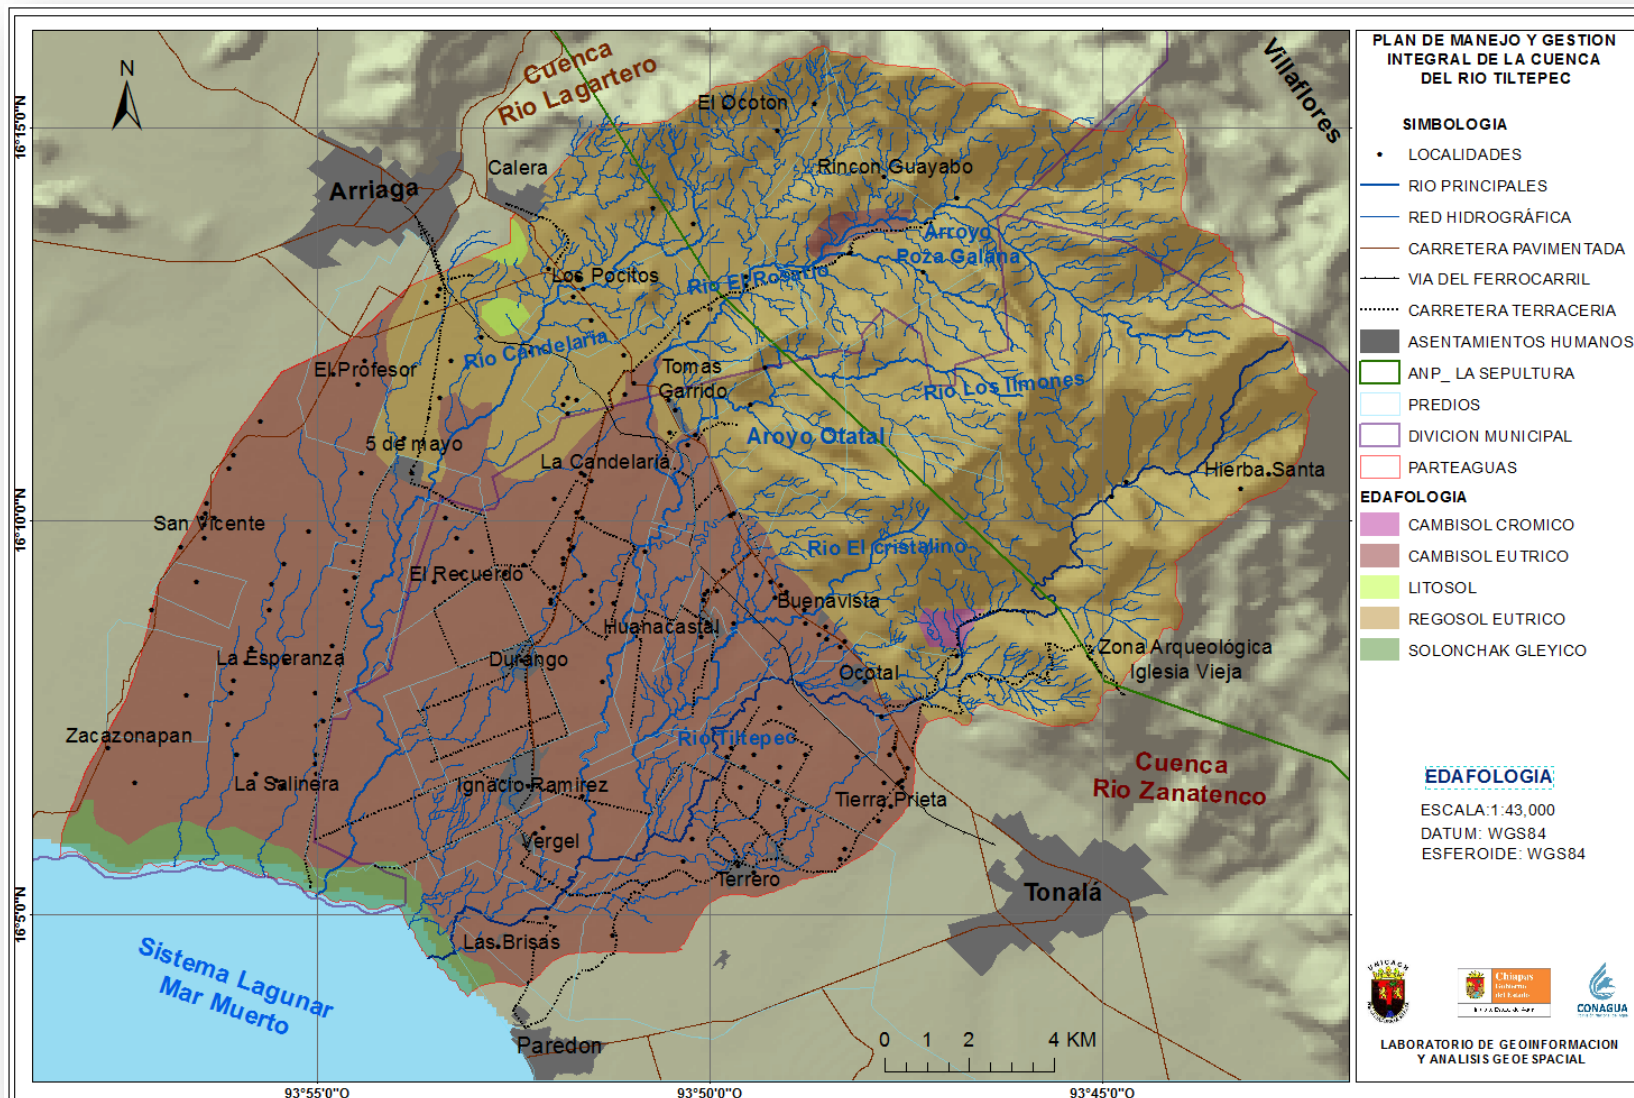 PLAN DE MANEJO Y GESTION
INTEGRAL DE LA CUENCA
DEL RIO TILTEPEC
SIMBOLOGIA
LOCALIDADES
RIO PRINCIPALES
RED HIDROGRÁFICA
CARRETERA PAVIMENTADA
VIA DEL FERROCARRIL
CARRETERA TERRACERIA
ASENTAMIENTOS HUMANOS
ANP_ LA SEPULTURA
PREDIOS
DIVICION MUNICIPAL
PARTEAGUAS
EDAFOLOGIA
CAMBISOL CROMICO
CAMBISOL EUTRICO
LITOSOL
REGOSOL EUTRICO
SOLONCHAK GLEYICO
EDAFOLOGIA
ESCALA:1:43,000
DATUM: WGS84
ESFEROIDE: WGS84
UNICACH
Chiapas
Gobierno
del Estado
CONAGUA
LABORATORIO DE GEOINFORMACION
Y ANALISIS GEOESPACIAL
N
Cuenca
Rio Lagartero
Villaflores
El Ocoton
Calera
Arriaga
Rincon Guayabo
Arroyo
Poza Galana
Los Pocitos
Rio El Rosario
Rio Candelaria
El Profesor
Tomas
Garrido
Rio Los limones
Aroyo Otatal
5 de mayo
La Candelaria
Hierba Santa
San Vicente
Rio El Cristalino
El Recuerdo
Buenavista
Huanacastal
La Esperanza
Durango
Ocotal
Zona Arqueológica
Iglesia Vieja
Zacazonapan
Rio Tiltepec
La Salinera
Ignacio Ramirez
Tierra Prieta
Cuenca
Rio Zanatenco
Vergel
Terrero
Tonalá
Las Brisas
Sistema Lagunar
Mar Muerto
Paredon
0 1 2 4 KM
16°15'0"N
16°10'0"N
16°5'0"N
93°55'0"O
93°50'0"O
93°45'0"O